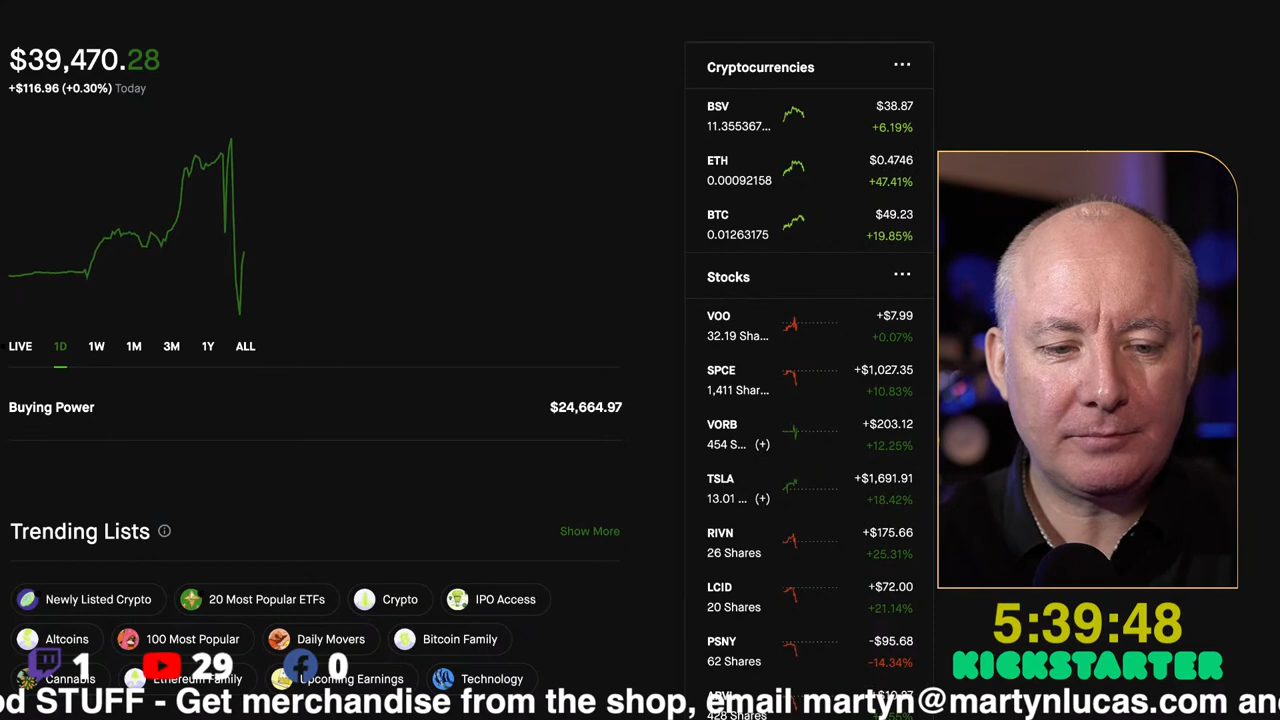 $39,470.28
+$116.96 (+0.30%) Today
LIVE 1D 1W 1M 3M 1Y ALL
Buying Power $24,664.97
Trending Lists
Show More
Newly Listed Crypto
20 Most Popular ETFs
Crypto
IPO Access
Altcoins
100 Most Popular
Daily Movers
Bitcoin Family
Cannabis
Ethereum Family
Upcoming Earnings
Technology
1 29 0
Cryptocurrencies
BSV $38.87
11.355367... +6.19%
ETH $0.4746
0.00092158 +47.41%
BTC $49.23
0.01263175 +19.85%
Stocks
VOO +$7.99
32.19 Sha... +0.07%
SPCE +$1,027.35
1,411 Shar... +10.83%
VORB +$203.12
454 S... (+) +12.25%
TSLA +$1,691.91
13.01 ... (+) +18.42%
RIVN +$175.66
26 Shares +25.31%
LCID +$72.00
20 Shares +21.14%
PSNY -$95.68
62 Shares -14.34%
428 Shares
5:39:48
KICKSTARTER
od STUFF - Get merchandise from the shop, email martyn@martynlucas.com and